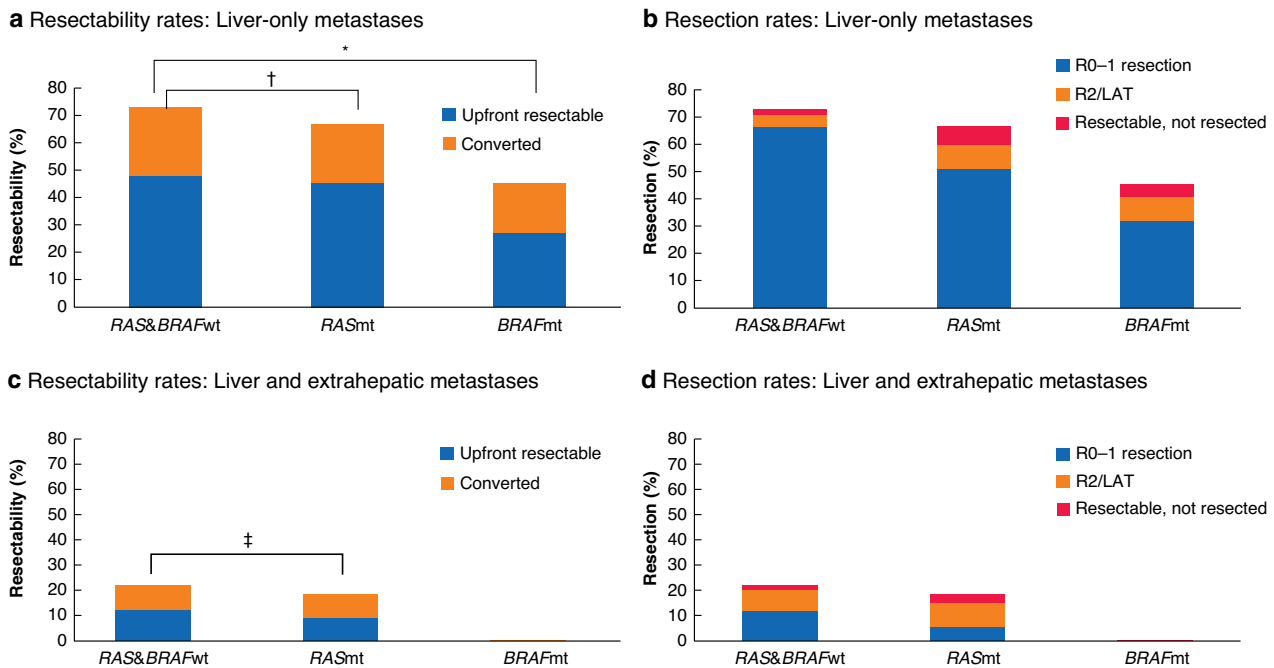 a Resectability rates: Liver-only metastases
*
†
Resectability (%)
80
70
60
50
40
30
20
10
0
Upfront resectable
Converted
RAS&BRAFwt RASmt BRAFmt
b Resection rates: Liver-only metastases
R0–1 resection
R2/LAT
Resectable, not resected
Resection (%)
80
70
60
50
40
30
20
10
0
RAS&BRAFwt RASmt BRAFmt
c Resectability rates: Liver and extrahepatic metastases
Resectability (%)
80
70
60
50
40
30
20
10
0
Upfront resectable
Converted
‡
RAS&BRAFwt RASmt BRAFmt
d Resection rates: Liver and extrahepatic metastases
Resection (%)
80
70
60
50
40
30
20
10
0
R0–1 resection
R2/LAT
Resectable, not resected
RAS&BRAFwt RASmt BRAFmt